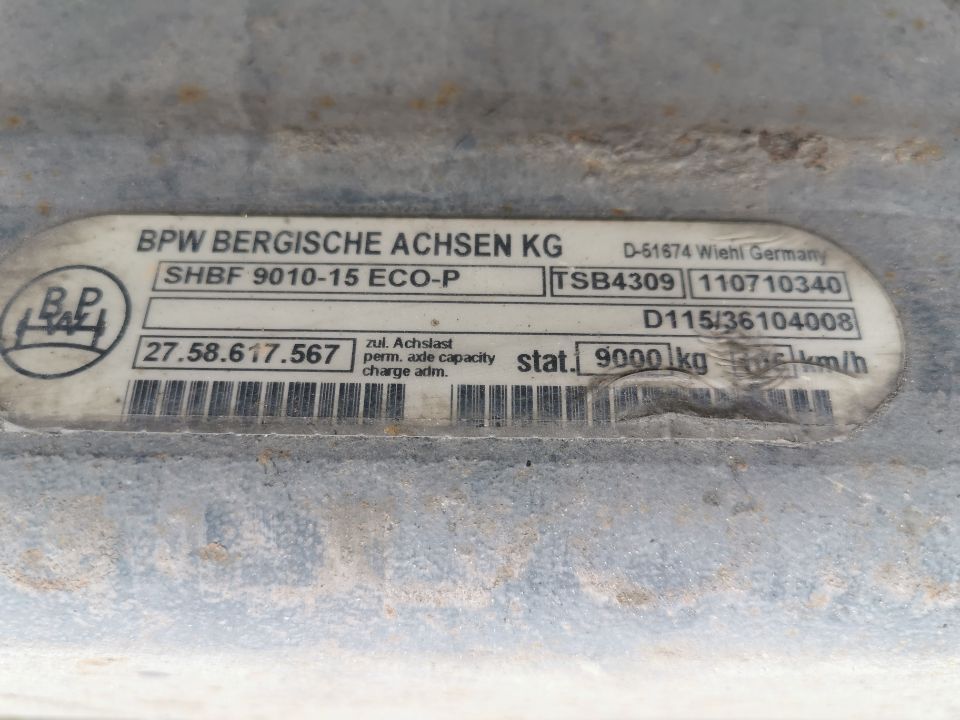 BPW BERGISCHE ACHSEN KG D-51674 Wiehl Germany
SHBF 9010-15 ECO-P TSB4309 110710340
BPW
D115/36104008
27.58.617.567 zul. Achslast
perm. axle capacity
charge adm.
stat. 9000 kg km/h